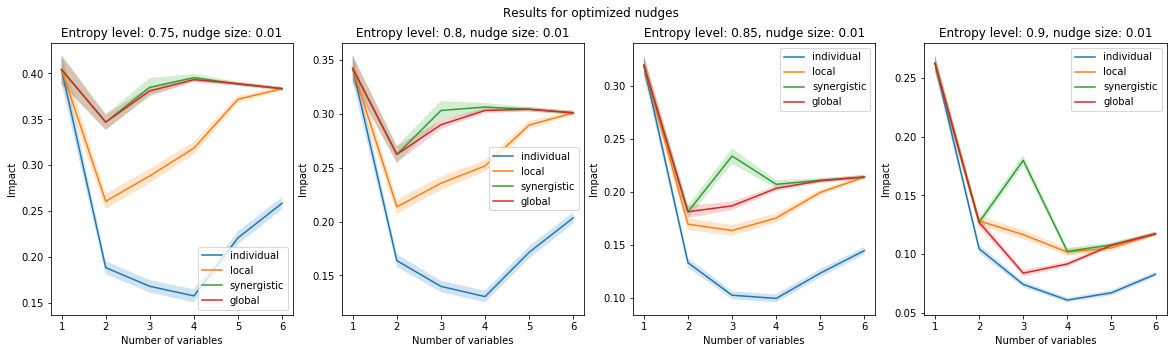 Results for optimized nudges
Entropy level: 0.75, nudge size: 0.01
Impact
0.40
0.35
0.30
0.25
0.20
0.15
individual
local
synergistic
global
1 2 3 4 5 6
Number of variables
Entropy level: 0.8, nudge size: 0.01
Impact
0.35
0.30
0.25
0.20
0.15
individual
local
synergistic
global
1 2 3 4 5 6
Number of variables
Entropy level: 0.85, nudge size: 0.01
Impact
0.30
0.25
0.20
0.15
0.10
individual
local
synergistic
global
1 2 3 4 5 6
Number of variables
Entropy level: 0.9, nudge size: 0.01
Impact
0.25
0.20
0.15
0.10
0.05
individual
local
synergistic
global
1 2 3 4 5 6
Number of variables